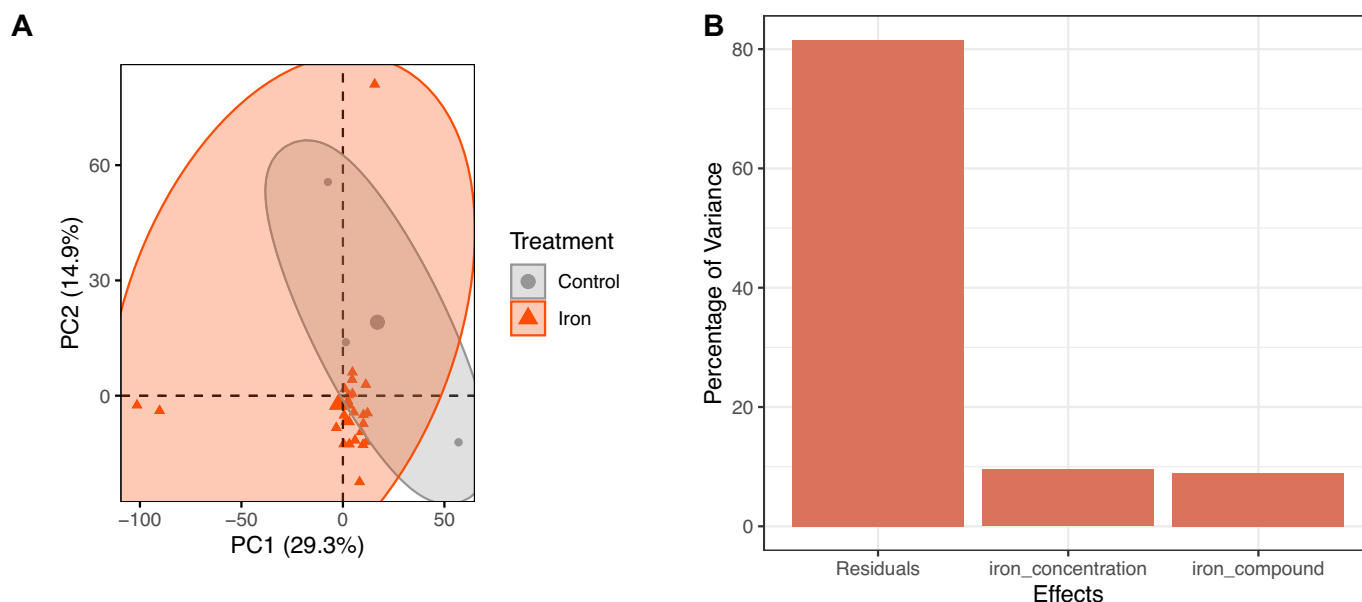 A
PC2 (14.9%)
60
30
0
−100
−50
0
50
PC1 (29.3%)
Treatment
Control
Iron
B
Percentage of Variance
80
60
40
20
0
Residuals
iron_concentration
iron_compound
Effects